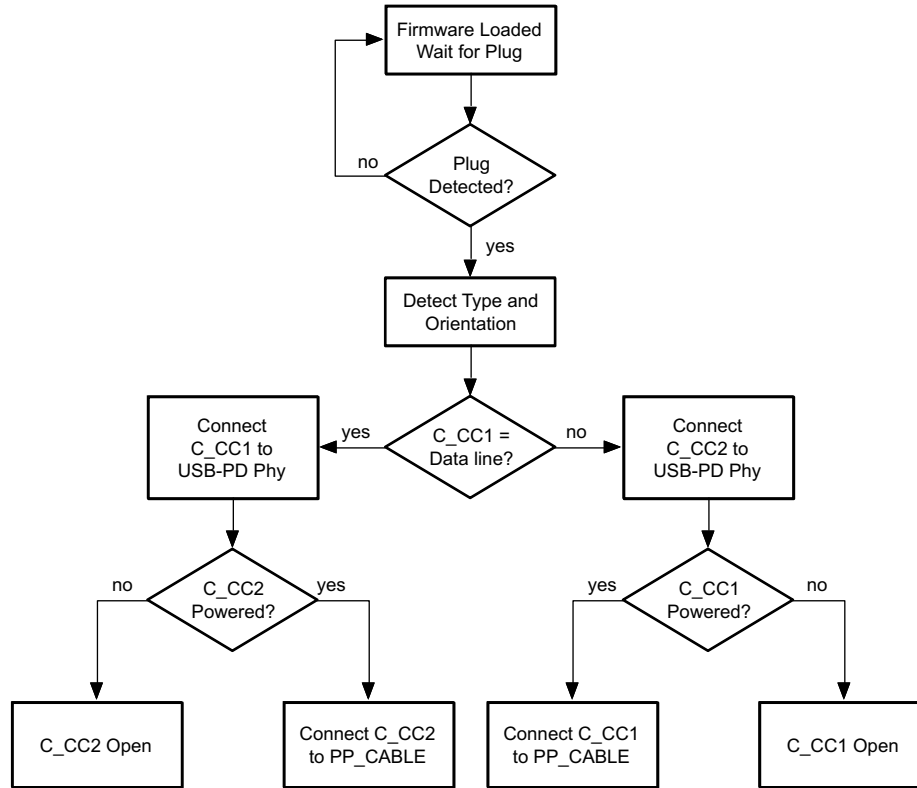 Firmware Loaded
Wait for Plug
no
Plug
Detected?
yes
Detect Type and
Orientation
Connect
C_CC1 to
USB-PD Phy
yes
C_CC1 =
Data line?
no
Connect
C_CC2 to
USB-PD Phy
no
C_CC2
Powered?
yes
yes
C_CC1
Powered?
no
C_CC2 Open
Connect C_CC2
to PP_CABLE
Connect C_CC1
to PP_CABLE
C_CC1 Open